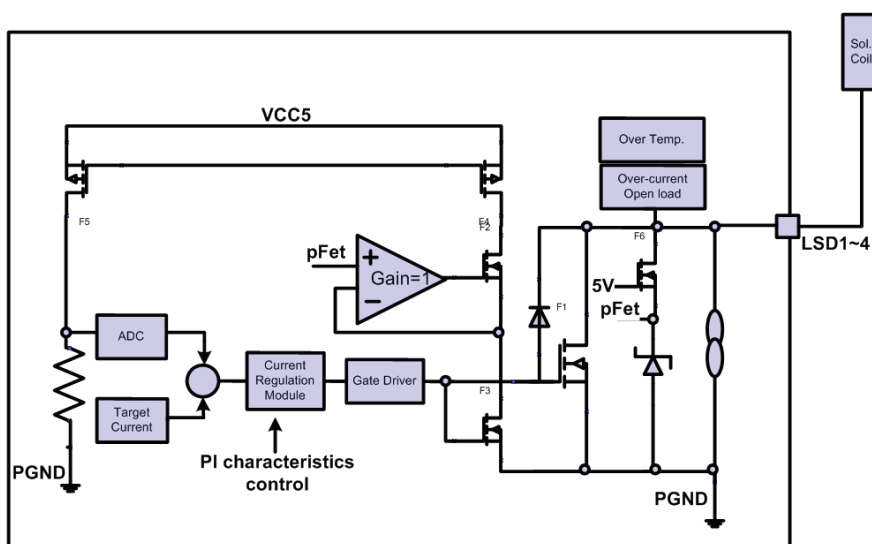 Sol.
Coil
VCC5
Over Temp.
Over-current
Open load
F5
F4
F2
F6
LSD1~4
pFet
Gain=1
5V
pFet
F1
ADC
Current
Regulation
Module
Gate Driver
F3
Target
Current
PI characteristics
control
PGND
PGND